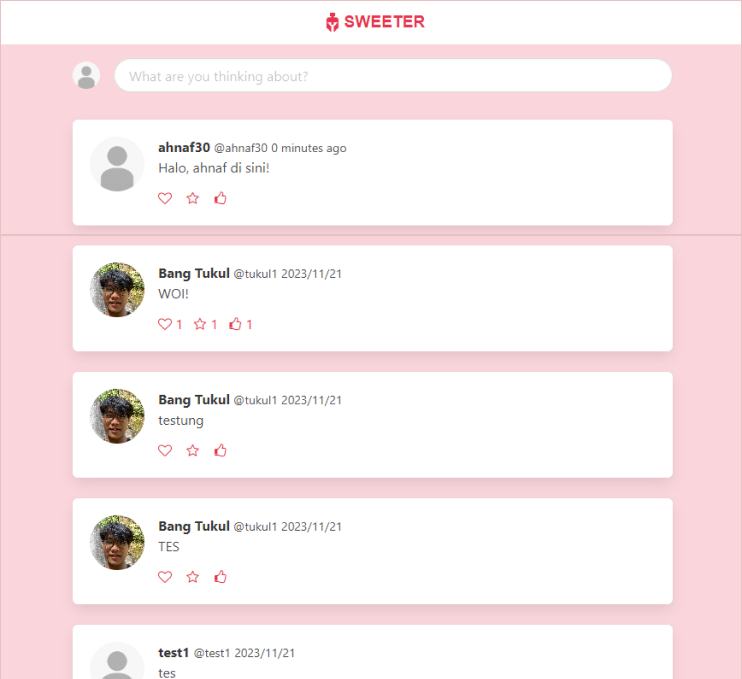 SWEETER
What are you thinking about?
ahnaf30 @ahnaf30 0 minutes ago
Halo, ahnaf di sini!
Bang Tukul @tukul1 2023/11/21
WOI!
1 1 1
Bang Tukul @tukul1 2023/11/21
testung
Bang Tukul @tukul1 2023/11/21
TES
test1 @test1 2023/11/21
tes